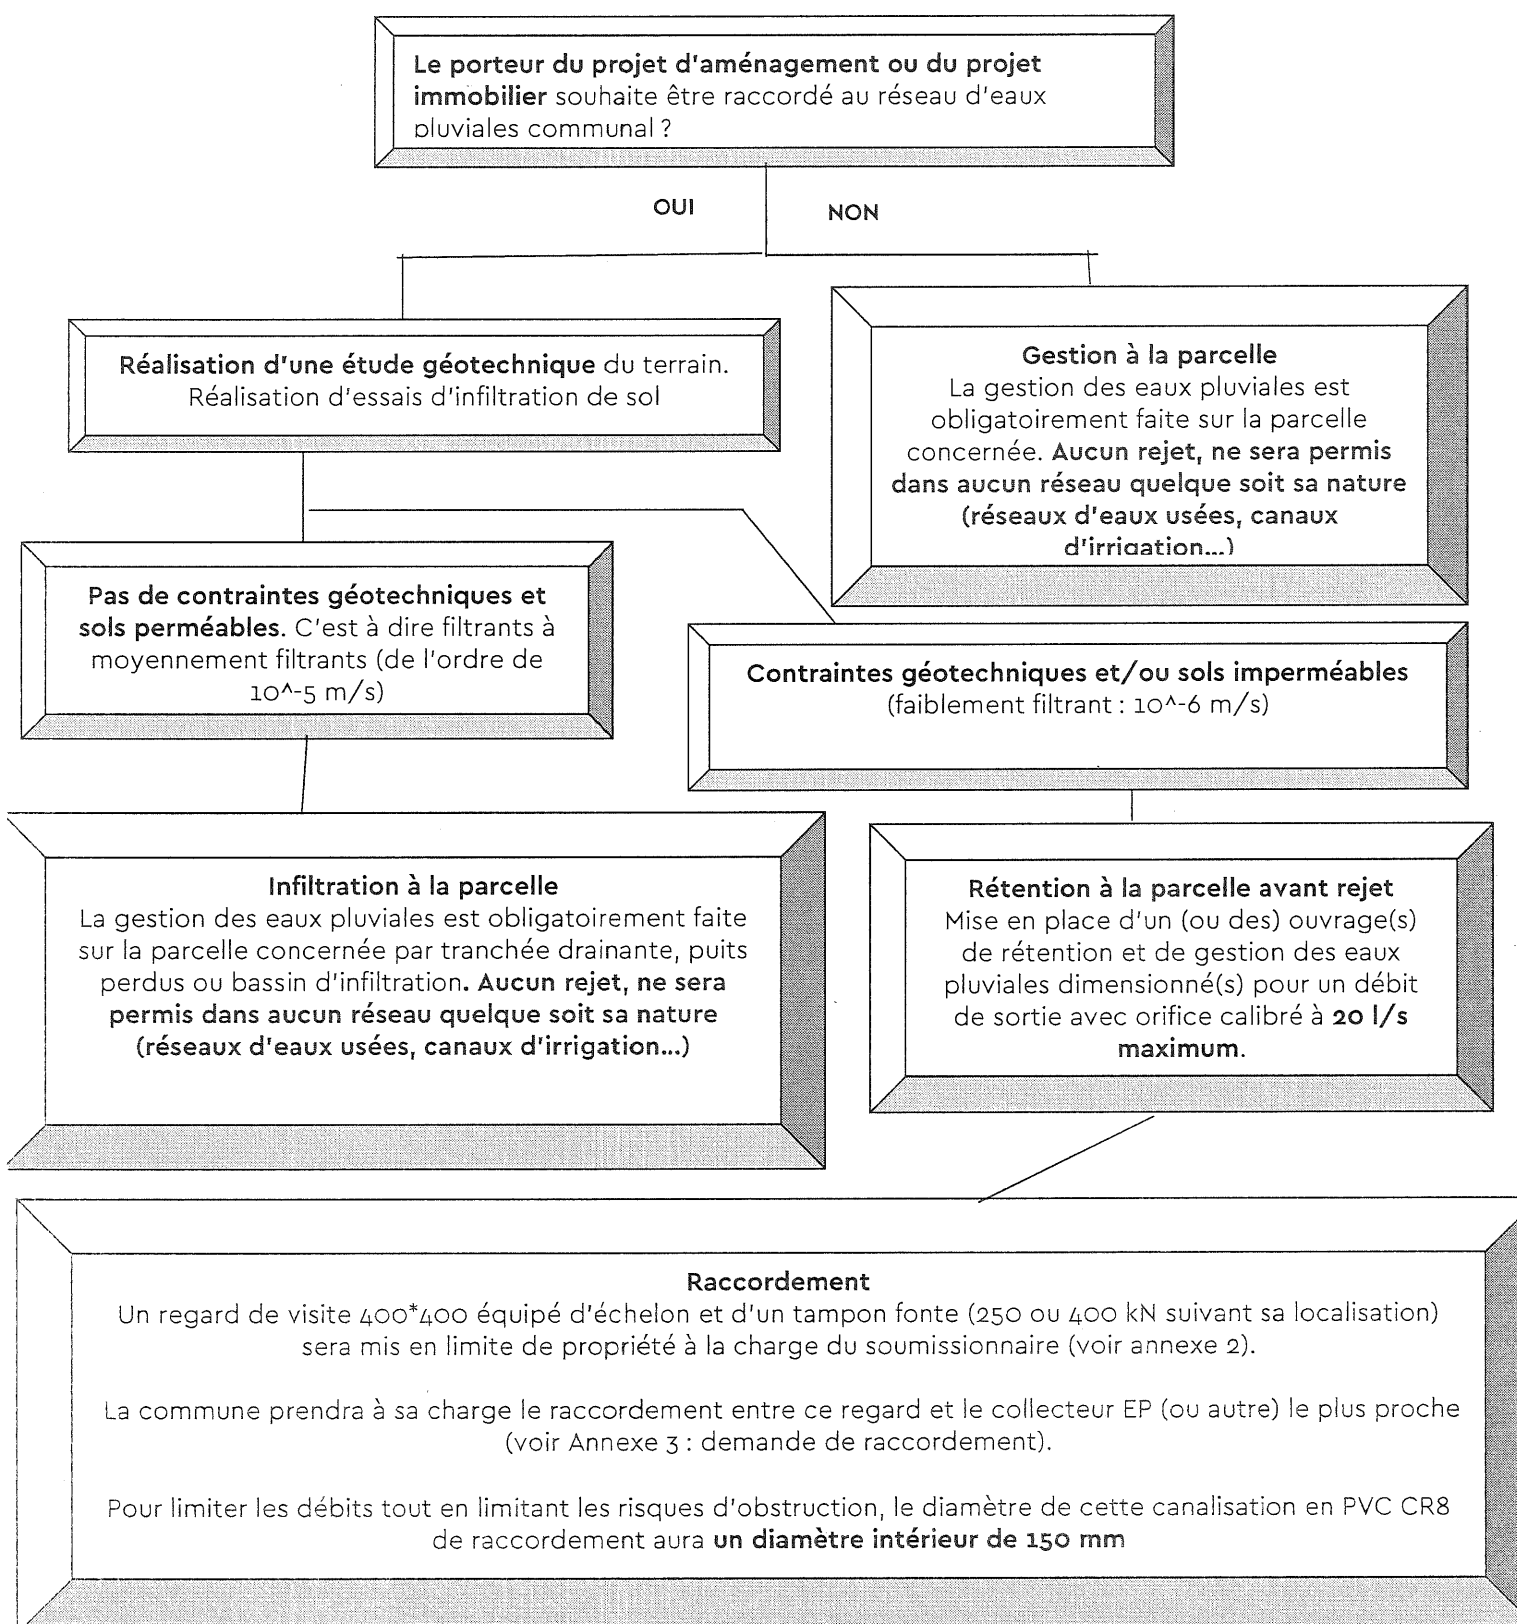 Le porteur du projet d'aménagement ou du projet
immobilier souhaite être raccordé au réseau d'eaux
pluviales communal ?
OUI
NON
Réalisation d'une étude géotechnique du terrain.
Réalisation d'essais d'infiltration de sol
Gestion à la parcelle
La gestion des eaux pluviales est
obligatoirement faite sur la parcelle
concernée. Aucun rejet, ne sera permis
dans aucun réseau quelque soit sa nature
(réseaux d'eaux usées, canaux
d'irrigation...)
Pas de contraintes géotechniques et
sols perméables. C'est à dire filtrants à
moyennement filtrants (de l'ordre de
10^-5 m/s)
Contraintes géotechniques et/ou sols imperméables
(faiblement filtrant : 10^-6 m/s)
Infiltration à la parcelle
La gestion des eaux pluviales est obligatoirement faite
sur la parcelle concernée par tranchée drainante, puits
perdus ou bassin d'infiltration. Aucun rejet, ne sera
permis dans aucun réseau quelque soit sa nature
(réseaux d'eaux usées, canaux d'irrigation...)
Rétention à la parcelle avant rejet
Mise en place d'un (ou des) ouvrage(s)
de rétention et de gestion des eaux
pluviales dimensionné(s) pour un débit
de sortie avec orifice calibré à 20 l/s
maximum.
Raccordement
Un regard de visite 400*400 équipé d'échelon et d'un tampon fonte (250 ou 400 kN suivant sa localisation)
sera mis en limite de propriété à la charge du soumissionnaire (voir annexe 2).
La commune prendra à sa charge le raccordement entre ce regard et le collecteur EP (ou autre) le plus proche
(voir Annexe 3 : demande de raccordement).
Pour limiter les débits tout en limitant les risques d'obstruction, le diamètre de cette canalisation en PVC CR8
de raccordement aura un diamètre intérieur de 150 mm